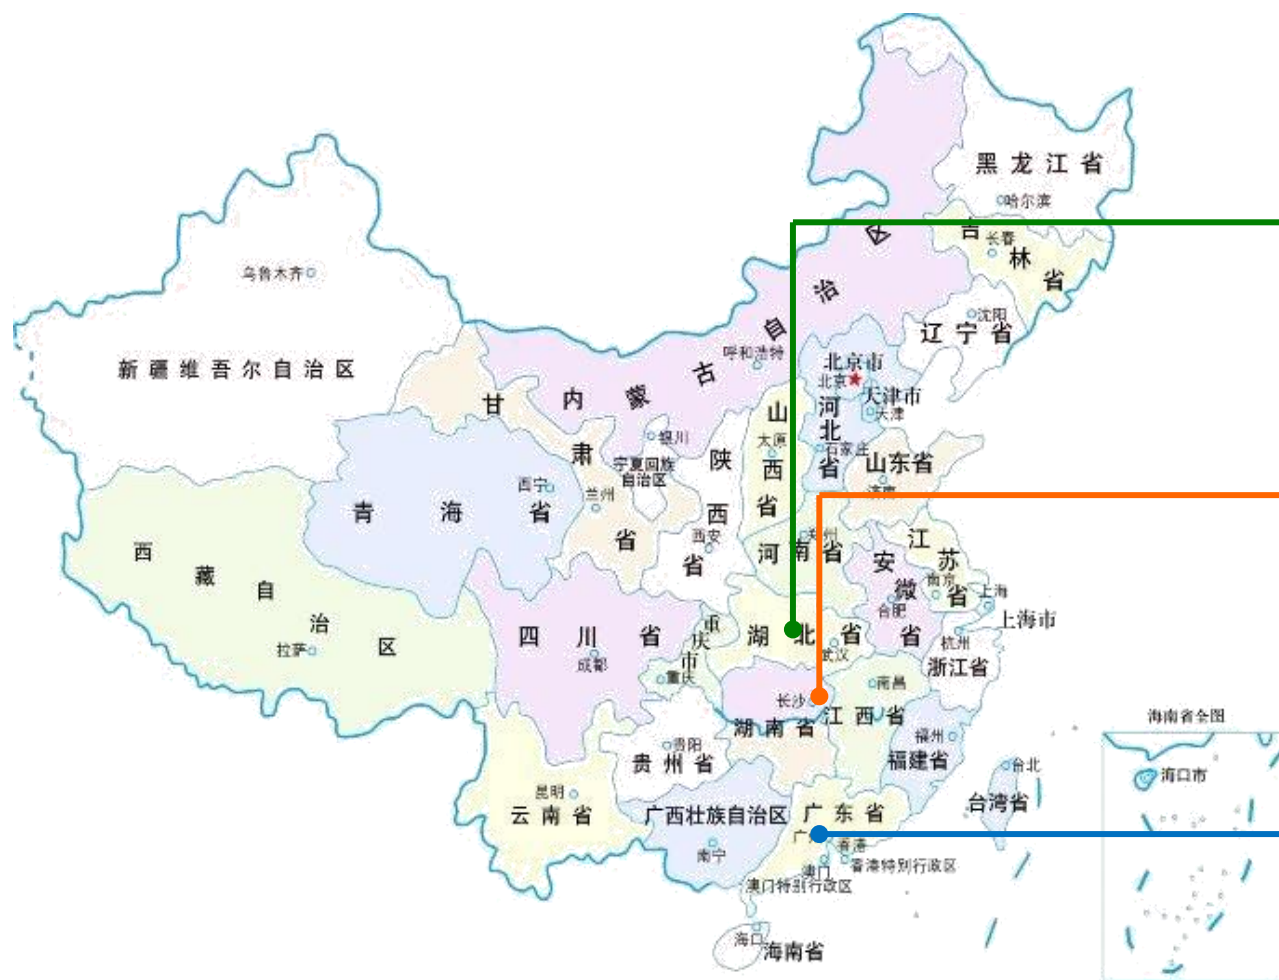 黑龙江省
哈尔滨
吉林省
长春
乌鲁木齐
新疆维吾尔自治区
内蒙古自治区
呼和浩特
辽宁省
沈阳
北京市
北京
天津市
天津
河北省
石家庄
山西省
太原
山东省
济南
甘肃省
兰州
银川
宁夏回族
自治区
陕西省
西安
青海省
西宁
西藏自治区
拉萨
河南省
郑州
安微省
合肥
江苏省
南京
上海
上海市
四川省
成都
重庆市
重庆
湖北省
武汉
杭州
浙江省
长沙
湖南省
江西省
南昌
福州
福建省
贵阳
贵州省
昆明
云南省
广西壮族自治区
南宁
广东省
广
香港
香港特别行政区
澳门
澳门特别行政区
台北
台湾省
海口
海南省
海南省全图
海口市